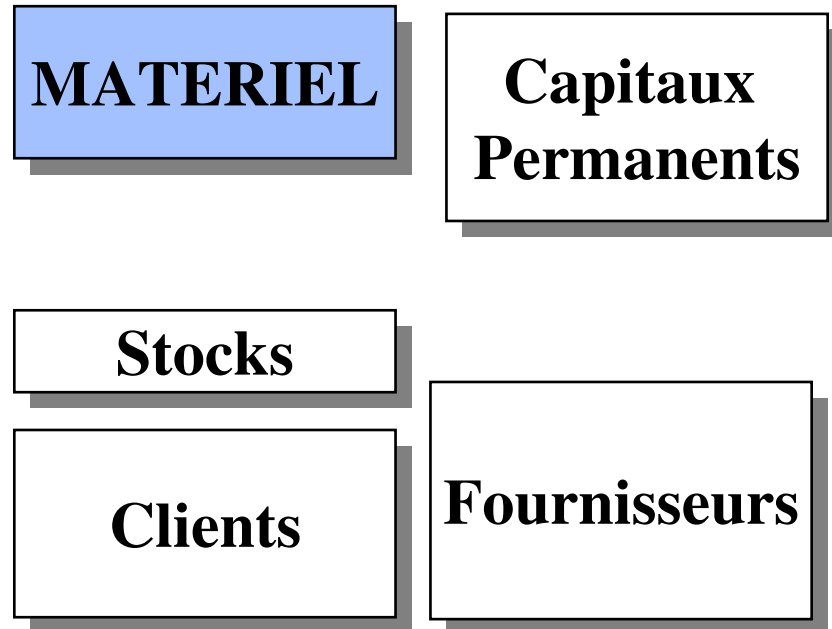 MATERIEL
Capitaux
Permanents
Stocks
Clients
Fournisseurs